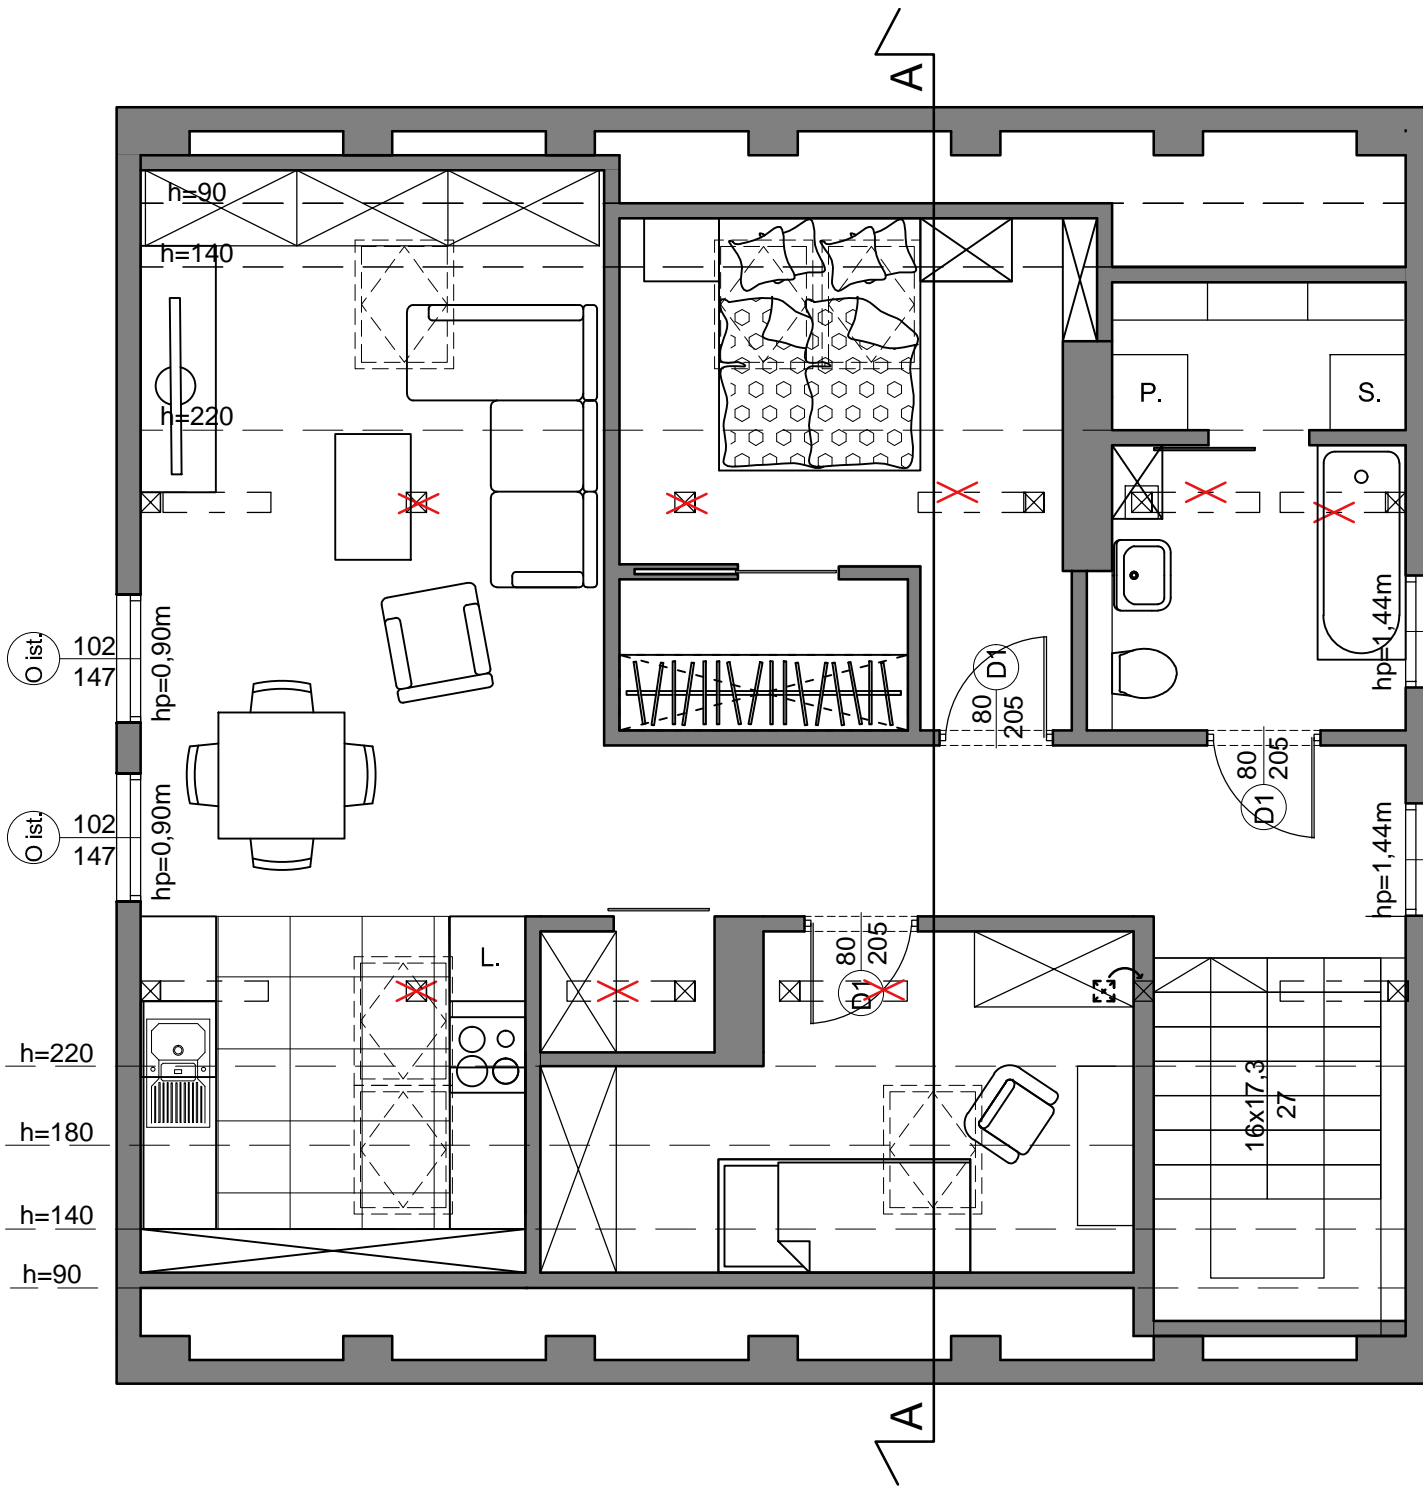 A
h=90
h=140
h=220
P.
S.
O ist.
102
147
hp=0,90m
hp=1,44m
D1
80
205
D1
80
205
O ist.
102
147
hp=0,90m
hp=1,44m
L.
D1
80
205
h=220
h=180
h=140
h=90
16x17,3
27
A